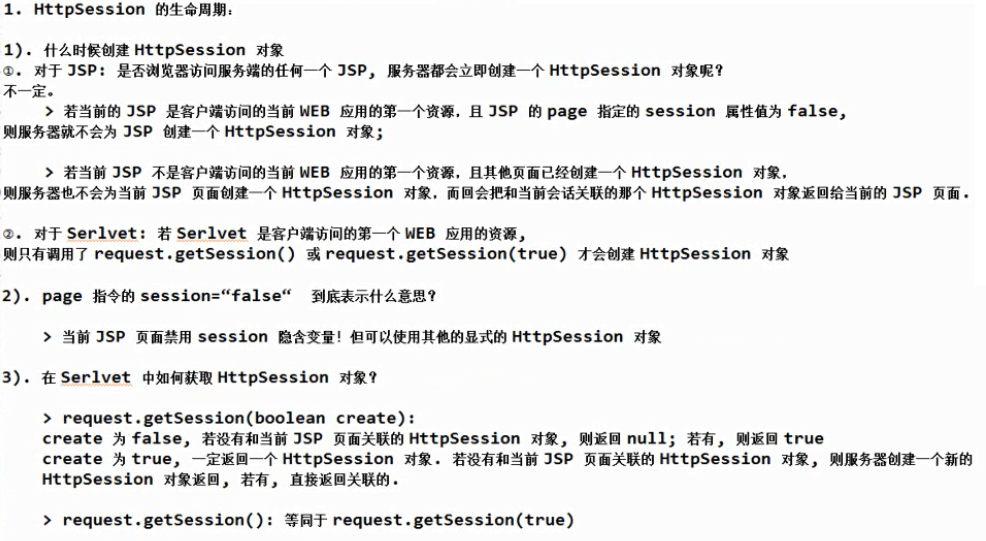 1. HttpSession 的生命周期:
1). 什么时候创建 HttpSession 对象
①. 对于 JSP: 是否浏览器访问服务端的任何一个 JSP, 服务器都会立即创建一个 HttpSession 对象呢?
不一定。
> 若当前的 JSP 是客户端访问的当前 WEB 应用的第一个资源，且 JSP 的 page 指定的 session 属性值为 false,
则服务器就不会为 JSP 创建一个 HttpSession 对象;
> 若当前 JSP 不是客户端访问的当前 WEB 应用的第一个资源，且其他页面已经创建一个 HttpSession 对象，
则服务器也不会为当前 JSP 页面创建一个 HttpSession 对象，而回会把和当前会话关联的那个 HttpSession 对象返回给当前的 JSP 页面.
②. 对于 Serlvet: 若 Serlvet 是客户端访问的第一个 WEB 应用的资源,
则只有调用了 request.getSession() 或 request.getSession(true) 才会创建 HttpSession 对象
2). page 指令的 session=“false“ 到底表示什么意思?
> 当前 JSP 页面禁用 session 隐含变量! 但可以使用其他的显式的 HttpSession 对象
3). 在 Serlvet 中如何获取 HttpSession 对象?
> request.getSession(boolean create):
create 为 false, 若没有和当前 JSP 页面关联的 HttpSession 对象, 则返回 null; 若有, 则返回 true
create 为 true, 一定返回一个 HttpSession 对象. 若没有和当前 JSP 页面关联的 HttpSession 对象, 则服务器创建一个新的
HttpSession 对象返回, 若有, 直接返回关联的.
> request.getSession(): 等同于 request.getSession(true)